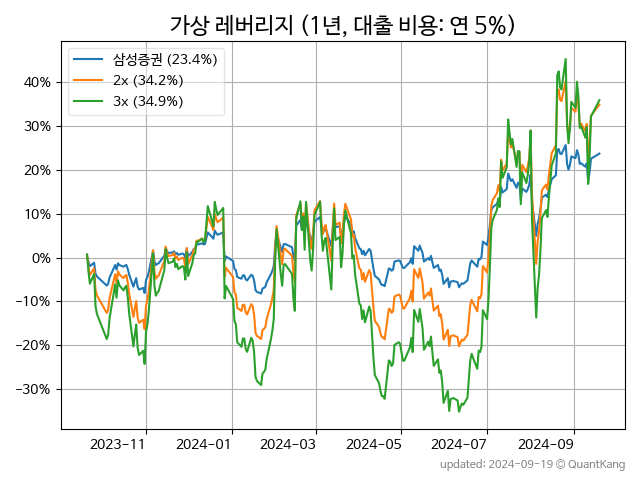 가상 레버리지 (1년, 대출 비용: 연 5%)
삼성증권 (23.4%)
2x (34.2%)
3x (34.9%)
40%
30%
20%
10%
0%
−10%
−20%
−30%
2023-11
2024-01
2024-03
2024-05
2024-07
2024-09
updated: 2024-09-19 © QuantKang